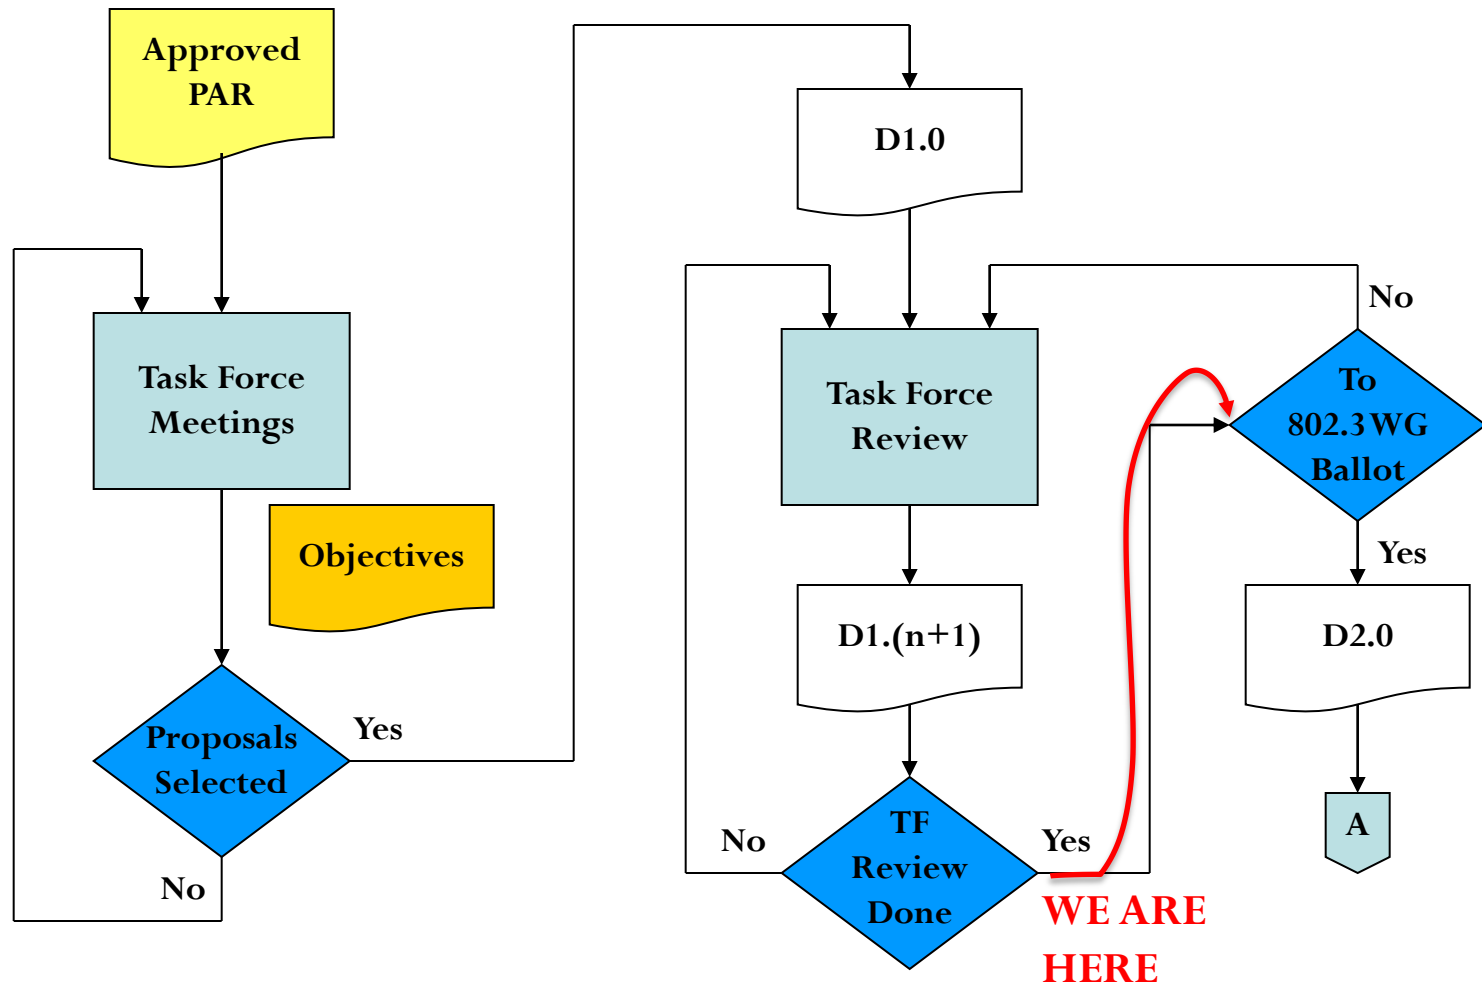 Approved
PAR
Task Force
Meetings
Objectives
Proposals
Selected
Yes
No
D1.0
Task Force
Review
D1.(n+1)
TF
Review
Done
No
Yes
WE ARE
HERE
To
802.3 WG
Ballot
No
Yes
D2.0
A